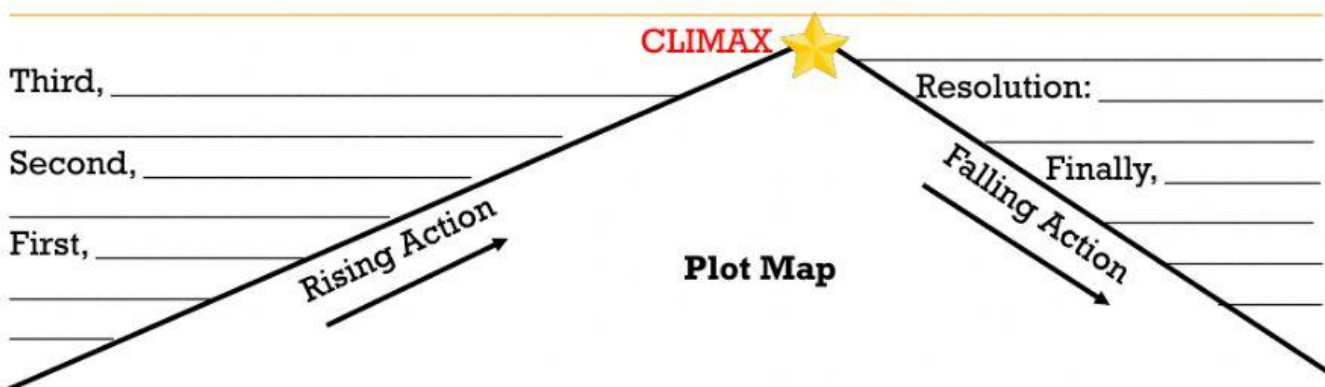 CLIMAX
Third,
Resolution:
Second,
Finally,
First,
Rising Action
Falling Action
Plot Map